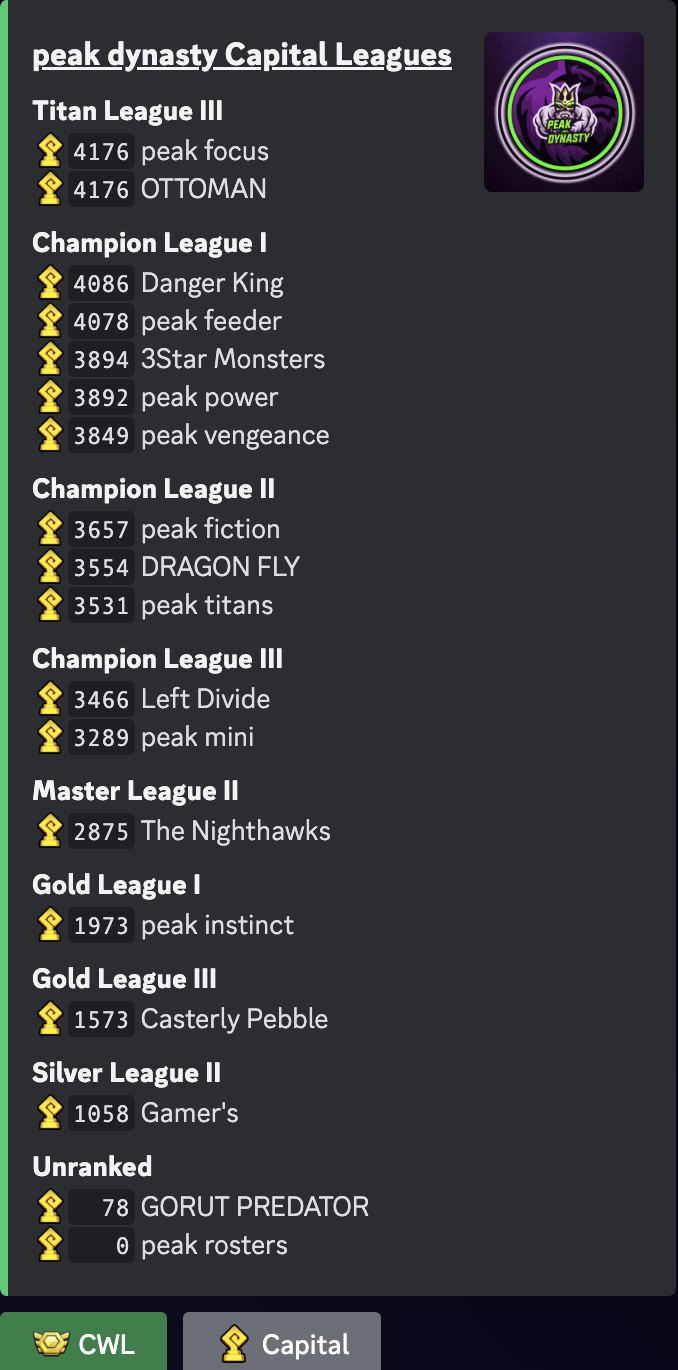 peak dynasty Capital Leagues
PEAK
DYNASTY
Titan League III
4176 peak focus
4176 OTTOMAN
Champion League I
4086 Danger King
4078 peak feeder
3894 3Star Monsters
3892 peak power
3849 peak vengeance
Champion League II
3657 peak fiction
3554 DRAGON FLY
3531 peak titans
Champion League III
3466 Left Divide
3289 peak mini
Master League II
2875 The Nighthawks
Gold League I
1973 peak instinct
Gold League III
1573 Casterly Pebble
Silver League II
1058 Gamer's
Unranked
78 GORUT PREDATOR
0 peak rosters
CWL Capital